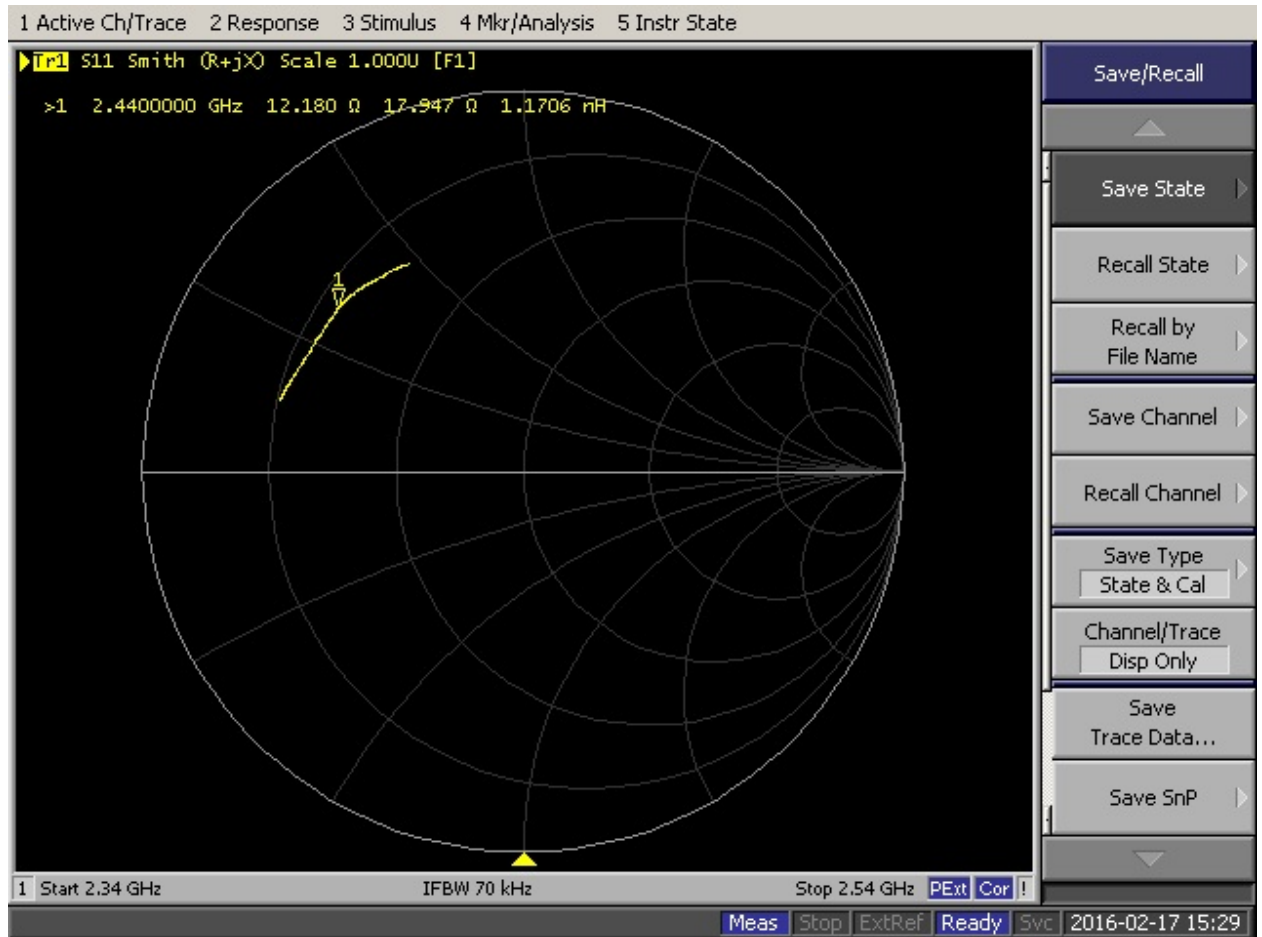 1 Active Ch/Trace 2 Response 3 Stimulus 4 Mkr/Analysis 5 Instr State
Tr1 S11 Smith (R+jX) Scale 1.000U [F1]
>1 2.4400000 GHz 12.180 Ω 17.947 Ω 1.1706 nH
1
Save/Recall
Save State
Recall State
Recall by
File Name
Save Channel
Recall Channel
Save Type
State & Cal
Channel/Trace
Disp Only
Save
Trace Data...
Save SnP
1 Start 2.34 GHz IFBW 70 kHz Stop 2.54 GHz PExt Cor !
Meas Stop ExtRef Ready Svc 2016-02-17 15:29